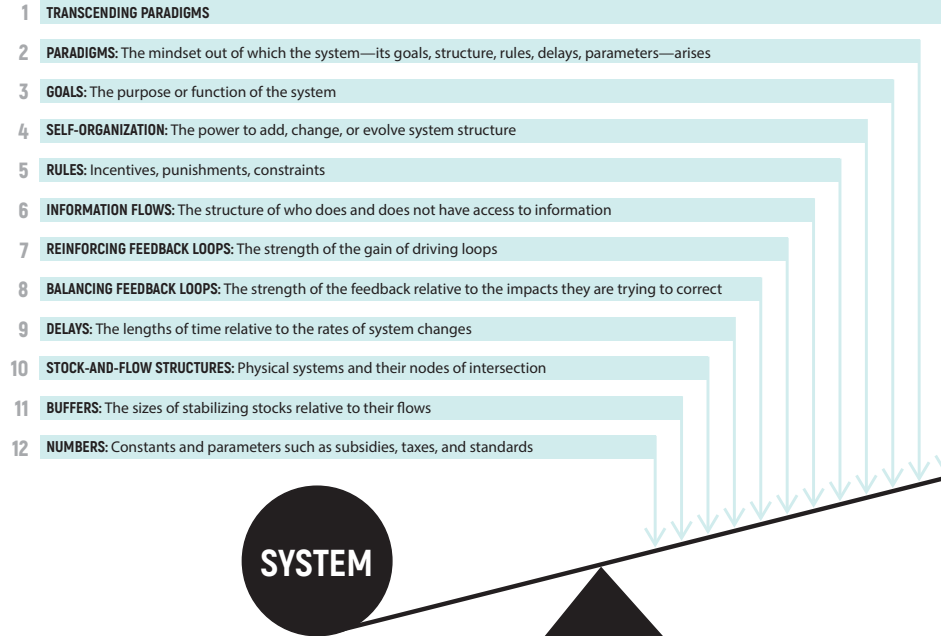 1 TRANSCENDING PARADIGMS
2 PARADIGMS: The mindset out of which the system—its goals, structure, rules, delays, parameters—arises
3 GOALS: The purpose or function of the system
4 SELF-ORGANIZATION: The power to add, change, or evolve system structure
5 RULES: Incentives, punishments, constraints
6 INFORMATION FLOWS: The structure of who does and does not have access to information
7 REINFORCING FEEDBACK LOOPS: The strength of the gain of driving loops
8 BALANCING FEEDBACK LOOPS: The strength of the feedback relative to the impacts they are trying to correct
9 DELAYS: The lengths of time relative to the rates of system changes
10 STOCK-AND-FLOW STRUCTURES: Physical systems and their nodes of intersection
11 BUFFERS: The sizes of stabilizing stocks relative to their flows
12 NUMBERS: Constants and parameters such as subsidies, taxes, and standards
SYSTEM